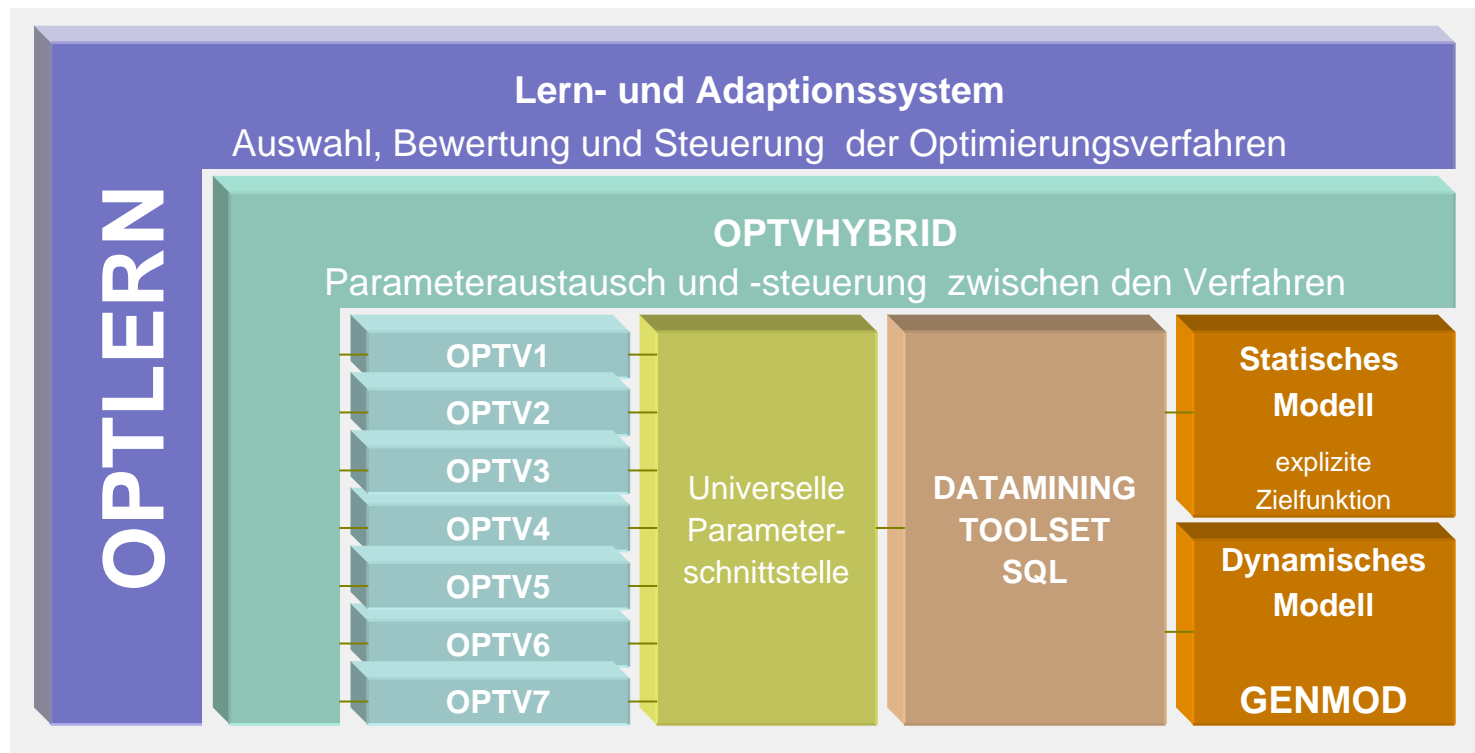 Lern- und Adaptionssystem
Auswahl, Bewertung und Steuerung der Optimierungsverfahren
OPTLERN
OPTVHYBRID
Parameteraustausch und -steuerung zwischen den Verfahren
OPTV1
OPTV2
OPTV3
OPTV4
OPTV5
OPTV6
OPTV7
Universelle
Parameter-
schnittstelle
DATAMINING
TOOLSET
SQL
Statisches
Modell
explizite
Zielfunktion
Dynamisches
Modell
GENMOD